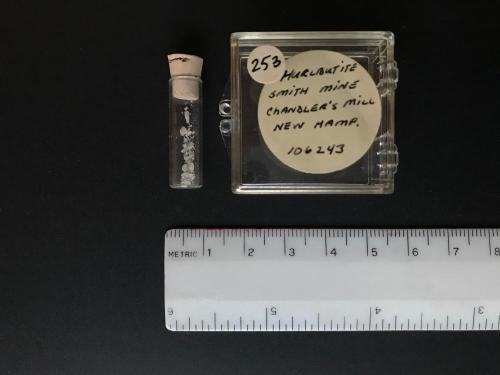 253
HURLBUTITE
SMITH MINE
CHANDLER'S MILL
NEW HAMP.
106243
METRIC 1 2 3 4 5 6 7 8
6 5 4 3